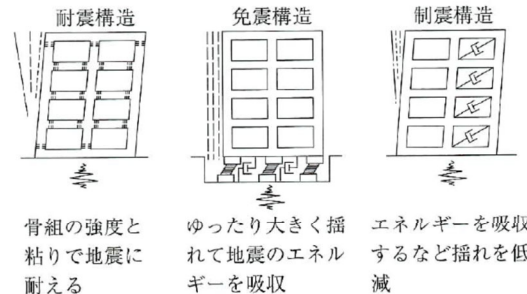 耐震構造
免震構造
制震構造
骨組の強度と
粘りで地震に
耐える
ゆったり大きく揺
れて地震のエネル
ギーを吸収
エネルギーを吸収
するなど揺れを低
減